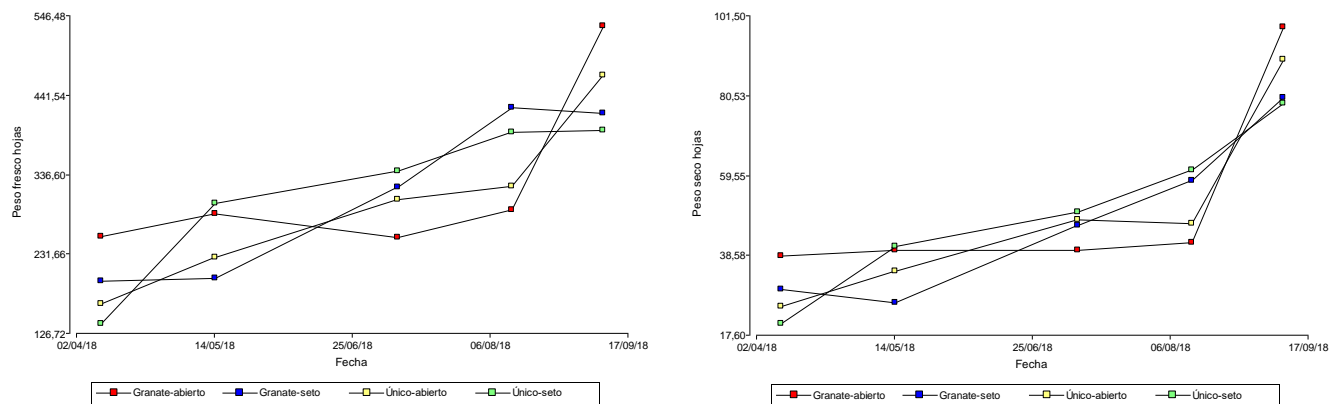 546,48
441,54
336,60
231,66
126,72
Peso fresco hojas
02/04/18 14/05/18 25/06/18 06/08/18 17/09/18
Fecha
Granate-abierto Granate-seto Único-abierto Único-seto
101,50
80,53
59,55
38,58
17,60
Peso seco hojas
02/04/18 14/05/18 25/06/18 06/08/18 17/09/18
Fecha
Granate-abierto Granate-seto Único-abierto Único-seto